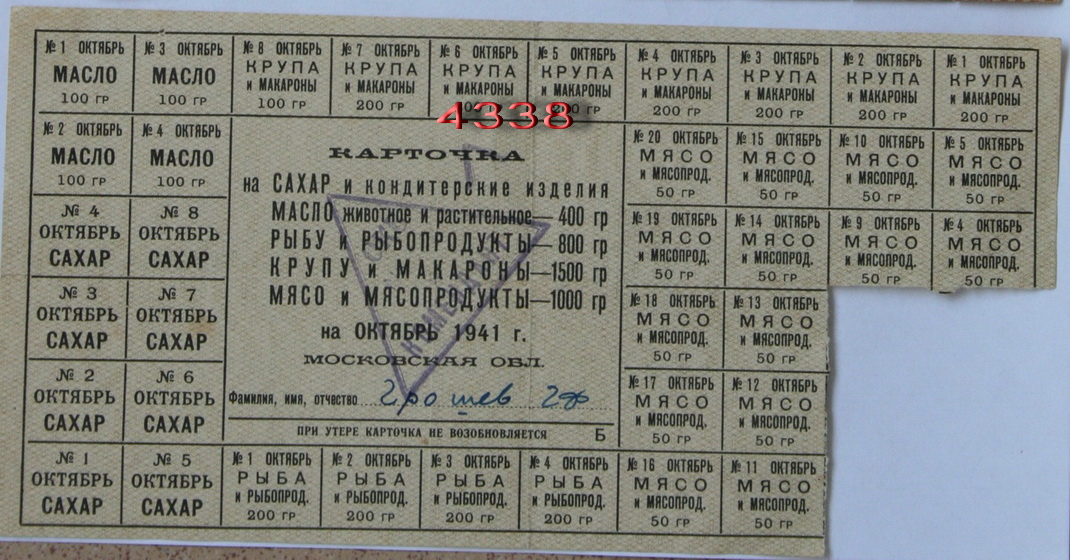 № 1 ОКТЯБРЬ
МАСЛО
100 ГР
№ 3 ОКТЯБРЬ
МАСЛО
100 ГР
№ 8 ОКТЯБРЬ
КРУПА
и МАКАРОНЫ
100 ГР
№ 7 ОКТЯБРЬ
КРУПА
и МАКАРОНЫ
200 ГР
№ 6 ОКТЯБРЬ
КРУПА
и МАКАРОНЫ
ГР
№ 5 ОКТЯБРЬ
КРУПА
и МАКАРОНЫ
ГР
№ 4 ОКТЯБРЬ
КРУПА
и МАКАРОНЫ
200 ГР
№ 3 ОКТЯБРЬ
КРУПА
и МАКАРОНЫ
200 ГР
№ 2 ОКТЯБРЬ
КРУПА
и МАКАРОНЫ
200 ГР
№ 1 ОКТЯБРЬ
КРУПА
и МАКАРОНЫ
200 ГР
4338
№ 2 ОКТЯБРЬ
МАСЛО
100 ГР
№ 4 ОКТЯБРЬ
МАСЛО
100 ГР
№ 4
ОКТЯБРЬ
САХАР
№ 8
ОКТЯБРЬ
САХАР
№ 3
ОКТЯБРЬ
САХАР
№ 7
ОКТЯБРЬ
САХАР
№ 2
ОКТЯБРЬ
САХАР
№ 6
ОКТЯБРЬ
САХАР
№ 1
ОКТЯБРЬ
САХАР
№ 5
ОКТЯБРЬ
САХАР
КАРТОЧКА
на САХАР и кондитерские изделия
МАСЛО животное и растительное— 400 гр
РЫБУ и РЫБОПРОДУКТЫ— 800 гр
КРУПУ и МАКАРОНЫ—1500 гр
МЯСО и МЯСОПРОДУКТЫ—1000 гр
на ОКТЯБРЬ 1941 г.
МОСКОВСКАЯ ОБЛ.
Фамилия, имя, отчество
ПРИ УТЕРЕ КАРТОЧКА НЕ ВОЗОБНОВЛЯЕТСЯ Б
№ 20 ОКТЯБРЬ
МЯСО
и МЯСОПРОД.
50 ГР
№ 15 ОКТЯБРЬ
МЯСО
и МЯСОПРОД.
50 ГР
№ 10 ОКТЯБРЬ
МЯСО
и МЯСОПРОД.
50 ГР
№ 5 ОКТЯБРЬ
МЯСО
и МЯСОПРОД.
50 ГР
№ 19 ОКТЯБРЬ
МЯСО
и МЯСОПРОД.
50 ГР
№ 14 ОКТЯБРЬ
МЯСО
и МЯСОПРОД.
50 ГР
№ 9 ОКТЯБРЬ
МЯСО
и МЯСОПРОД.
50 ГР
№ 4 ОКТЯБРЬ
МЯСО
и МЯСОПРОД.
50 ГР
№ 18 ОКТЯБРЬ
МЯСО
и МЯСОПРОД.
50 ГР
№ 13 ОКТЯБРЬ
МЯСО
и МЯСОПРОД.
50 ГР
№ 17 ОКТЯБРЬ
МЯСО
и МЯСОПРОД.
50 ГР
№ 12 ОКТЯБРЬ
МЯСО
и МЯСОПРОД.
50 ГР
№ 1 ОКТЯБРЬ
РЫБА
и РЫБОПРОД.
200 ГР
№ 2 ОКТЯБРЬ
РЫБА
и РЫБОПРОД.
200 ГР
№ 3 ОКТЯБРЬ
РЫБА
и РЫБОПРОД.
200 ГР
№ 4 ОКТЯБРЬ
РЫБА
и РЫБОПРОД.
200 ГР
№ 16 ОКТЯБРЬ
МЯСО
и МЯСОПРОД.
50 ГР
№ 11 ОКТЯБРЬ
МЯСО
и МЯСОПРОД.
50 ГР